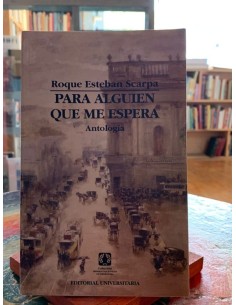 Roque Esteban Scarpa
PARA ALGUIEN
QUE ME ESPERA
Antología
EDITORIAL UNIVERSITARIA